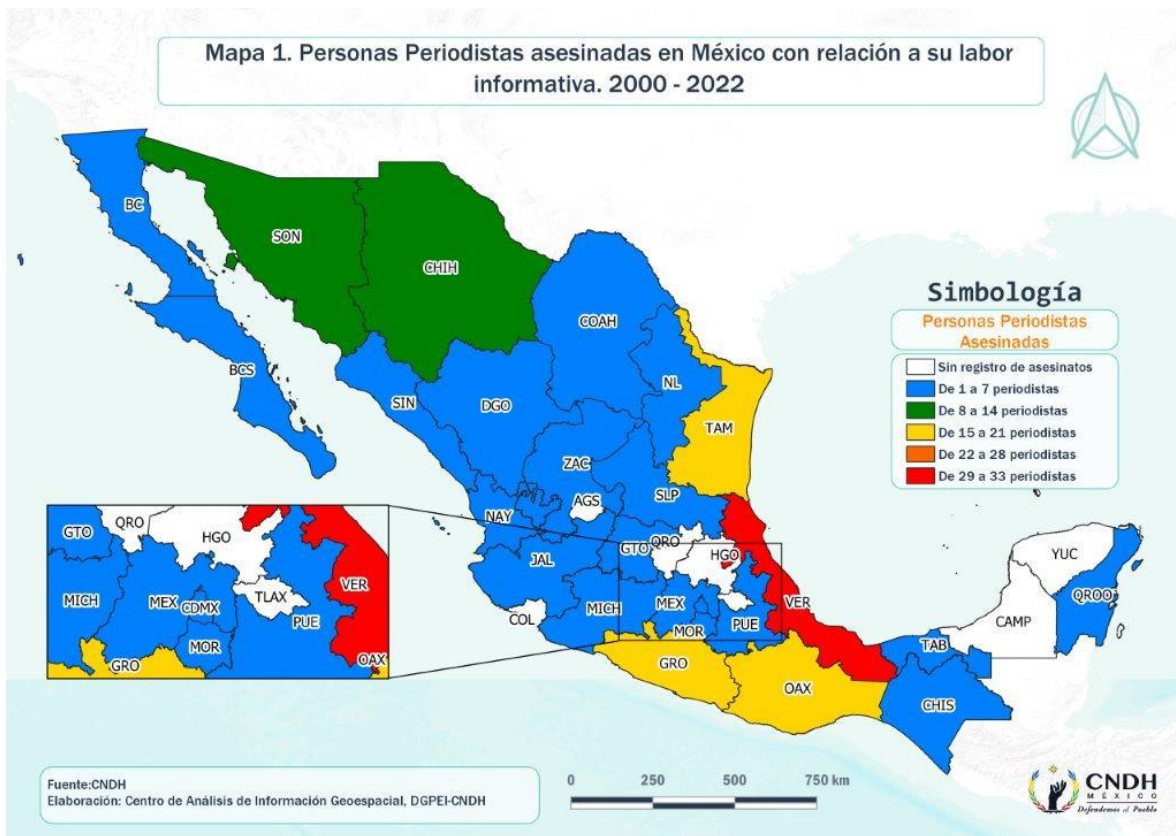 Mapa 1. Personas Periodistas asesinadas en México con relación a su labor
informativa. 2000 - 2022
BC
SON
CHIH
COAH
BCS
SIN
DGO
NL
TAM
ZAC
AGS
SLP
NAY
JAL
GTO
QRO
HGO
COL
MICH
MEX
MOR
PUE
VER
GRO
OAX
TAB
CHIS
CAMP
YUC
QROO
Simbología
Personas Periodistas
Asesinadas
Sin registro de asesinatos
De 1 a 7 periodistas
De 8 a 14 periodistas
De 15 a 21 periodistas
De 22 a 28 periodistas
De 29 a 33 periodistas
GTO
QRO
HGO
MICH
MEX
CDMX
TLAX
MOR
PUE
VER
GRO
OAX
Fuente:CNDH
Elaboración: Centro de Análisis de Información Geoespacial, DGPEI-CNDH
0 250 500 750 km
CNDH
MÉXICO
Defendemos al Pueblo